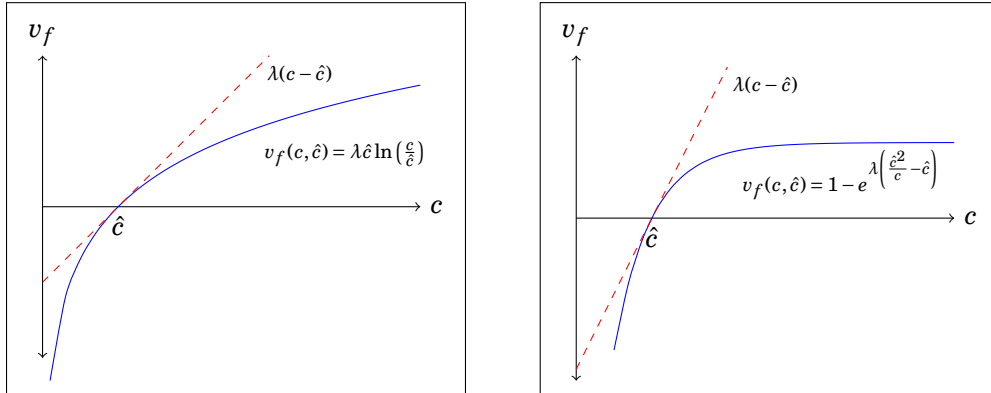 v_f
λ(c − ĉ)
v_f(c, ĉ) = λĉ ln(c/ĉ)
c
ĉ
v_f
λ(c − ĉ)
v_f(c, ĉ) = 1 − e^{λ(ĉ²/c − ĉ)}
c
ĉ